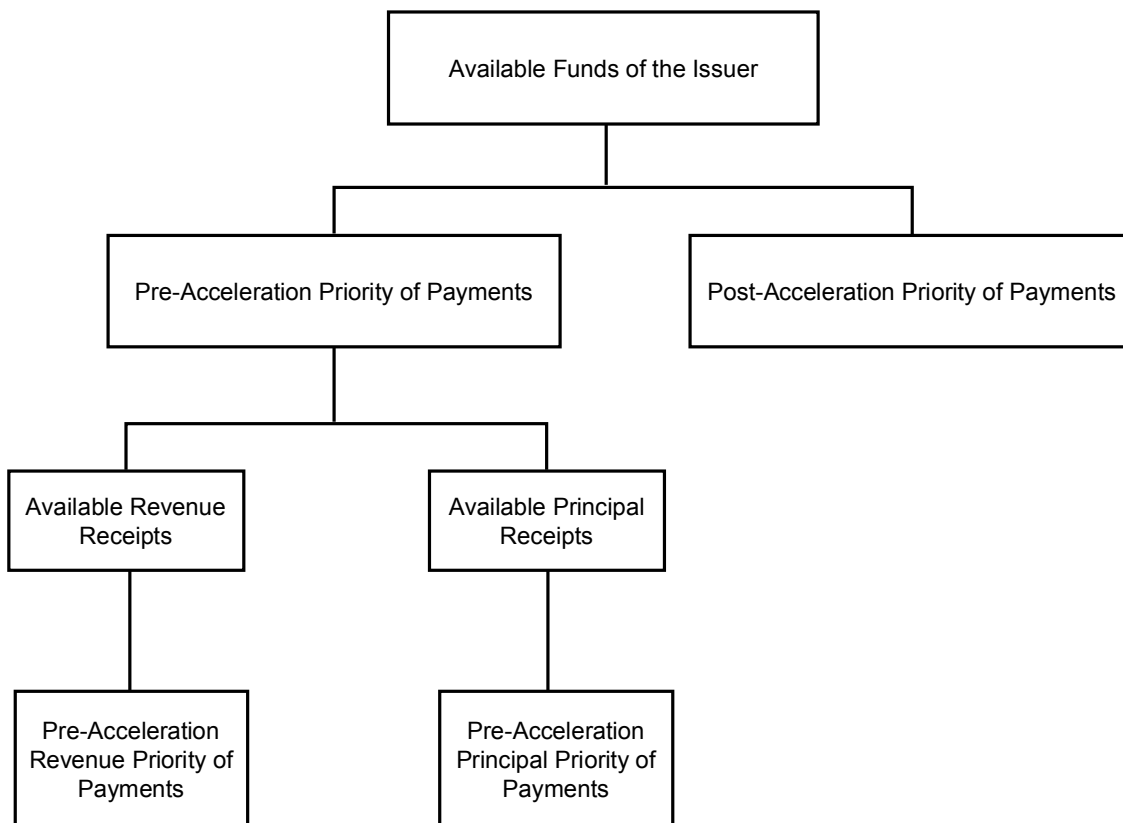 Available Funds of the Issuer
Pre-Acceleration Priority of Payments
Post-Acceleration Priority of Payments
Available Revenue
Receipts
Available Principal
Receipts
Pre-Acceleration
Revenue Priority of
Payments
Pre-Acceleration
Principal Priority of
Payments